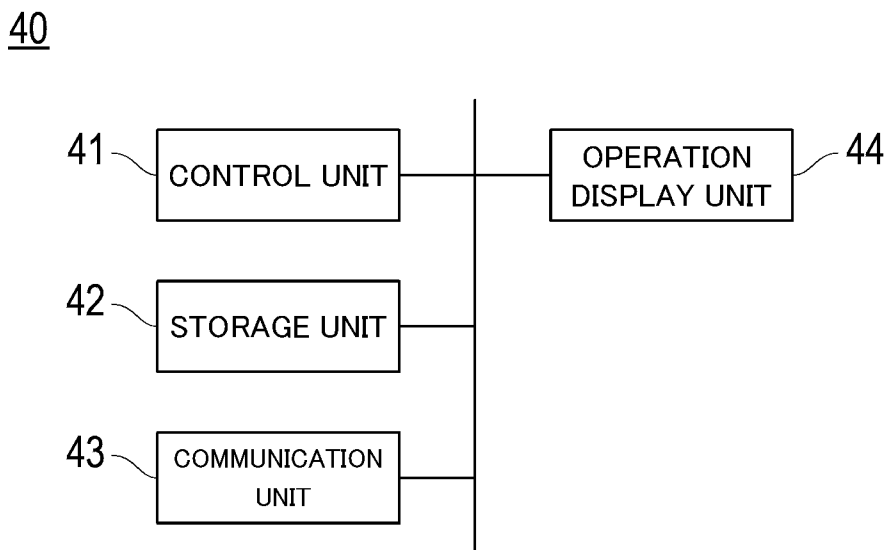 40
41
CONTROL UNIT
OPERATION
DISPLAY UNIT
44
42
STORAGE UNIT
43
COMMUNICATION
UNIT